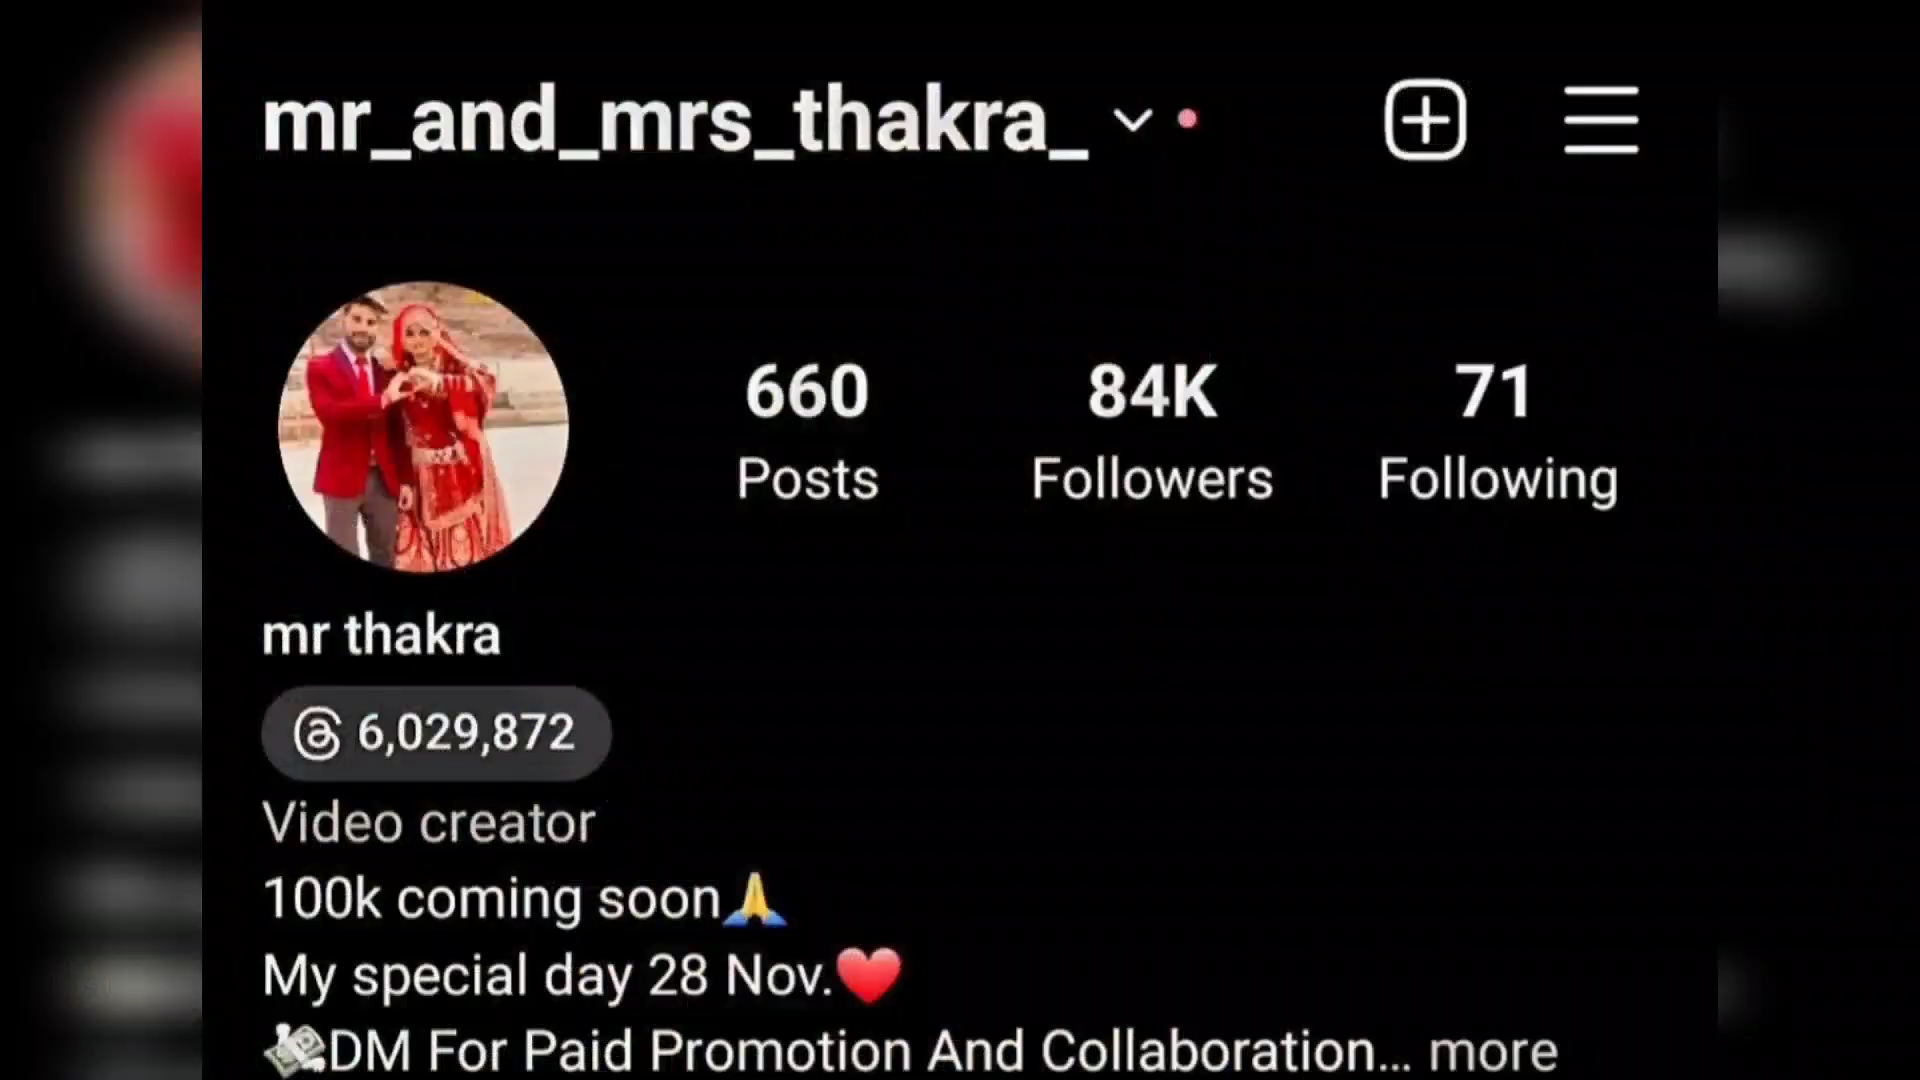 mr_and_mrs_thakra_
660 84K 71
Posts Followers Following
mr thakra
6,029,872
Video creator
100k coming soon🙏
My special day 28 Nov.❤️
💸DM For Paid Promotion And Collaboration... more